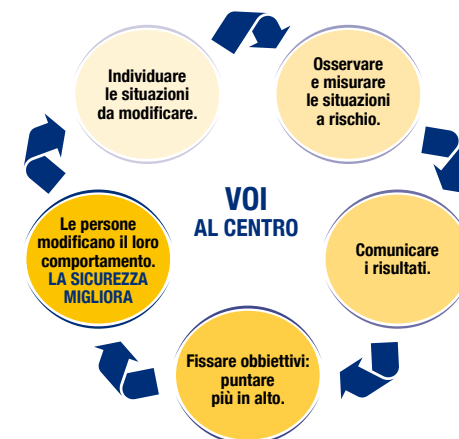 Individuare
le situazioni
da modificare.
Osservare
e misurare
le situazioni
a rischio.
Comunicare
i risultati.
Fissare obbiettivi:
puntare
più in alto.
Le persone
modificano il loro
comportamento.
LA SICUREZZA
MIGLIORA
VOI
AL CENTRO